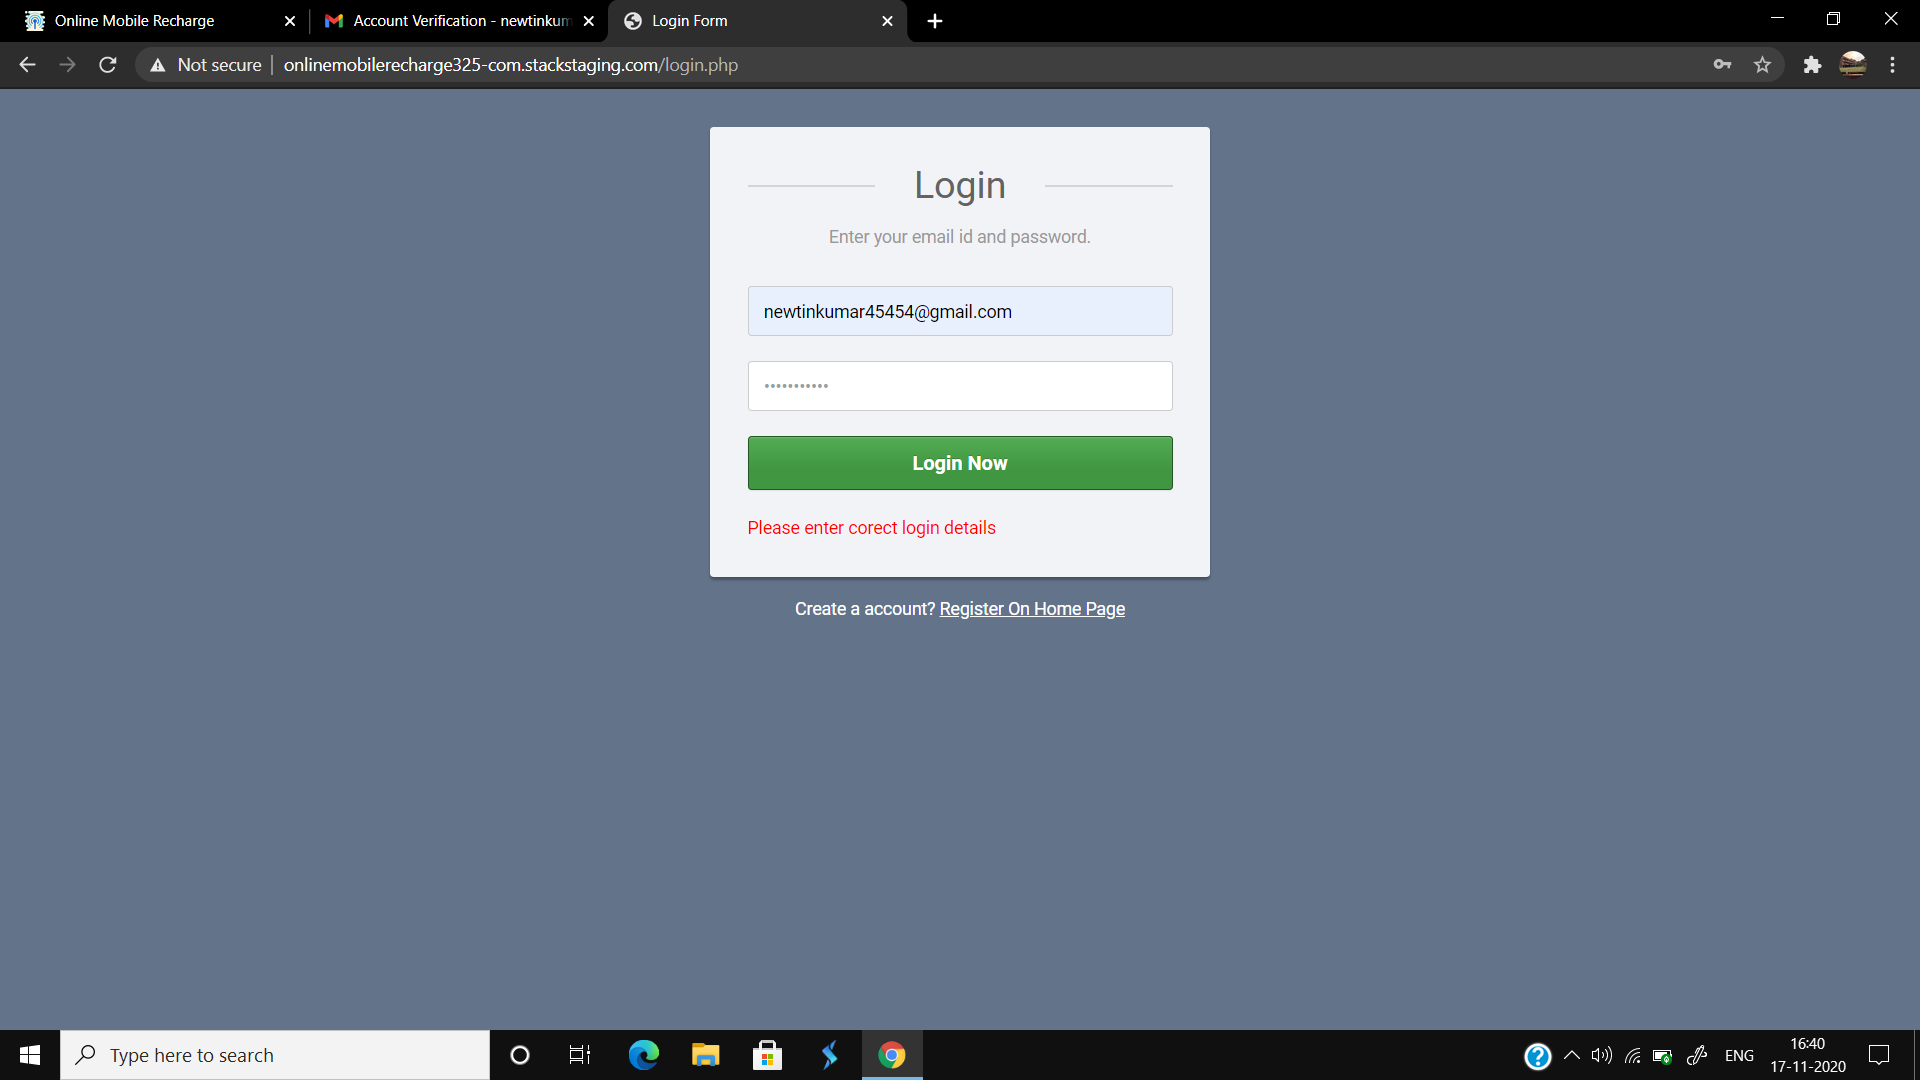 Online Mobile Recharge
Account Verification - newtinkum
Login Form
Not secure
onlinemobilerecharge325-com.stackstaging.com/login.php
Login
Enter your email id and password.
newtinkumar45454@gmail.com
•••••••••••
Login Now
Please enter corect login details
Create a account? Register On Home Page
Type here to search
ENG
16:40
17-11-2020